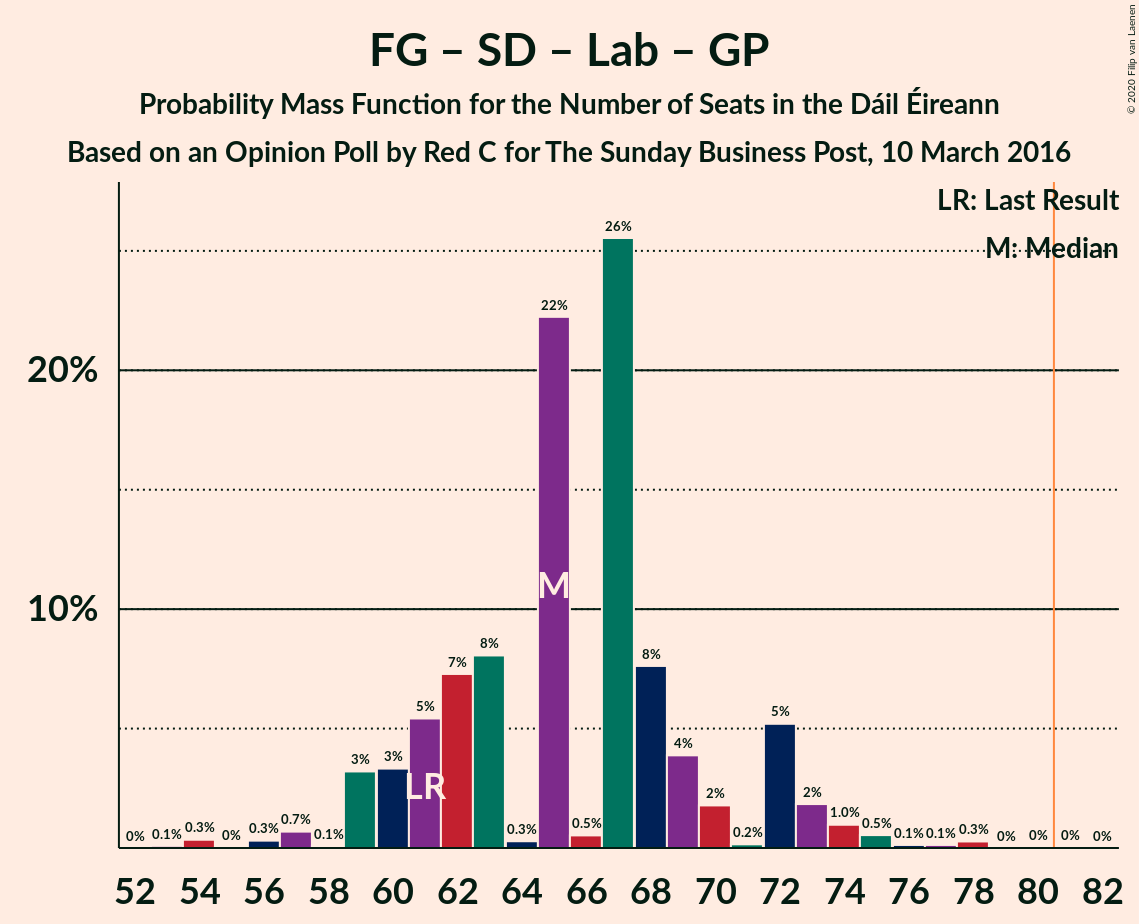 FG – SD – Lab – GP
Probability Mass Function for the Number of Seats in the Dáil Éireann
Based on an Opinion Poll by Red C for The Sunday Business Post, 10 March 2016
© 2020 Filip van Laenen
LR: Last Result
M: Median
20%
10%
0% 0.1% 0.3% 0% 0.3% 0.7% 0.1% 3% 3% 5% 7% 8% 0.3% 22% 0.5% 26% 8% 4% 2% 0.2% 5% 2% 1.0% 0.5% 0.1% 0.1% 0.3% 0% 0% 0% 0%
M
LR
52 54 56 58 60 62 64 66 68 70 72 74 76 78 80 82